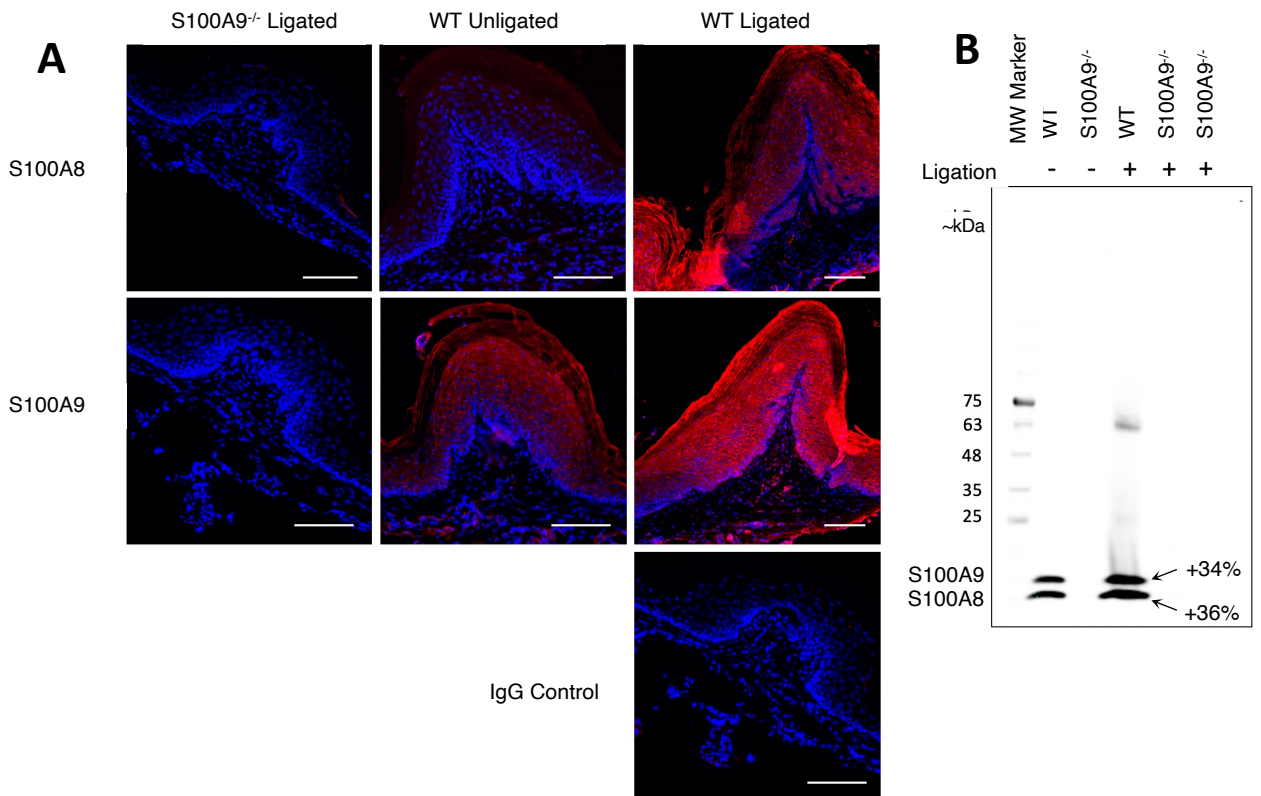 A
S100A9-/- Ligated
WT Unligated
WT Ligated
S100A8
S100A9
IgG Control
B
MW Marker
WT
S100A9-/-
WT
S100A9-/-
S100A9-/-
Ligation - - + + +
~kDa
75
63
48
35
25
S100A9
S100A8
+34%
+36%